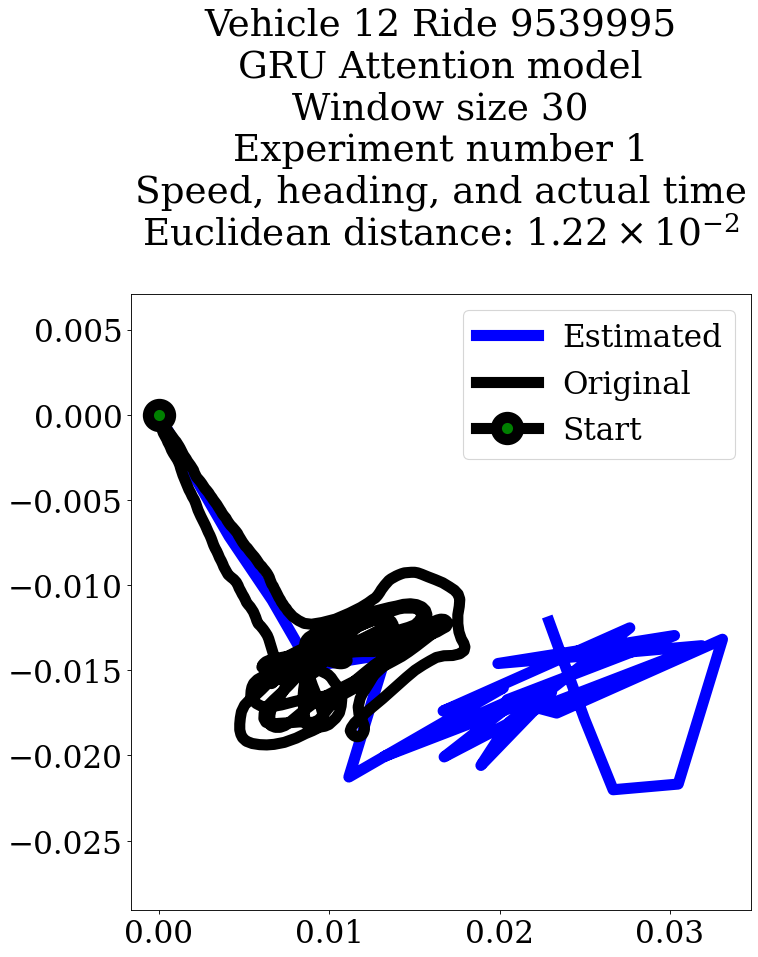 Vehicle 12 Ride 9539995
GRU Attention model
Window size 30
Experiment number 1
Speed, heading, and actual time
Euclidean distance: 1.22 × 10⁻²
Estimated
Original
Start
0.005
0.000
−0.005
−0.010
−0.015
−0.020
−0.025
0.00 0.01 0.02 0.03